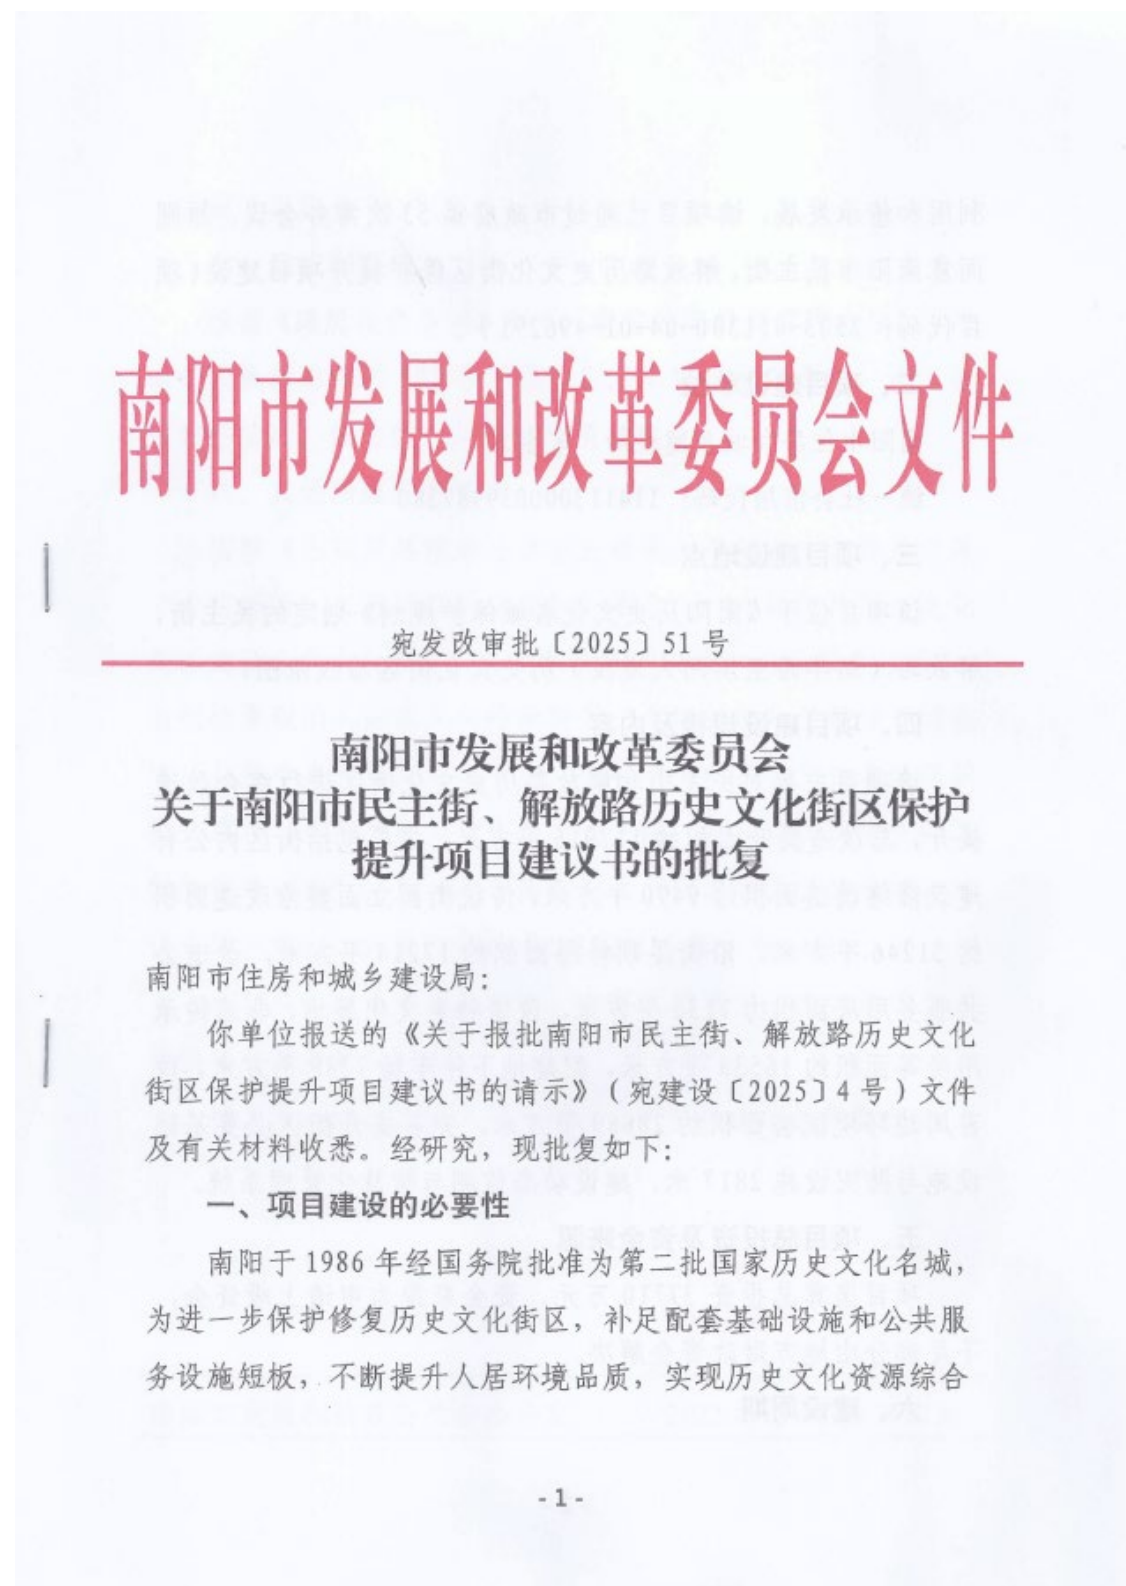 南阳市发展和改革委员会文件
宛发改审批〔2025〕51号
南阳市发展和改革委员会
关于南阳市民主街、解放路历史文化街区保护
提升项目建议书的批复
南阳市住房和城乡建设局：
你单位报送的《关于报批南阳市民主街、解放路历史文化
街区保护提升项目建议书的请示》（宛建设〔2025〕4号）文件
及有关材料收悉。经研究，现批复如下：
一、项目建设的必要性
南阳于1986年经国务院批准为第二批国家历史文化名城，
为进一步保护修复历史文化街区，补足配套基础设施和公共服
务设施短板，不断提升人居环境品质，实现历史文化资源综合
- 1 -